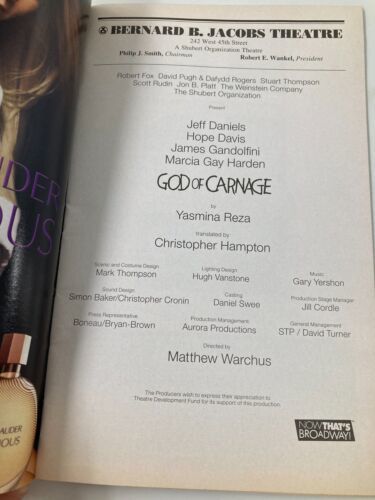 BERNARD B. JACOBS THEATRE
242 West 45th Street
A Shubert Organization Theatre
Philip J. Smith, Chairman Robert E. Wankel, President
Robert Fox David Pugh & Dafydd Rogers Stuart Thompson
Scott Rudin Jon B. Platt The Weinstein Company
The Shubert Organization
Present
Jeff Daniels
Hope Davis
James Gandolfini
Marcia Gay Harden
GOD OF CARNAGE
by
Yasmina Reza
translated by
Christopher Hampton
Scenic and Costume Design Lighting Design Music
Mark Thompson Hugh Vanstone Gary Yershon
Sound Design Casting Production Stage Manager
Simon Baker/Christopher Cronin Daniel Swee Jill Cordle
Press Representative Production Management General Management
Boneau/Bryan-Brown Aurora Productions STP / David Turner
Directed by
Matthew Warchus
The Producers wish to express their appreciation to
Theatre Development Fund for its support of this production.
NOW THAT'S
BROADWAY!
UDER
OUS
LAUDER
IOUS